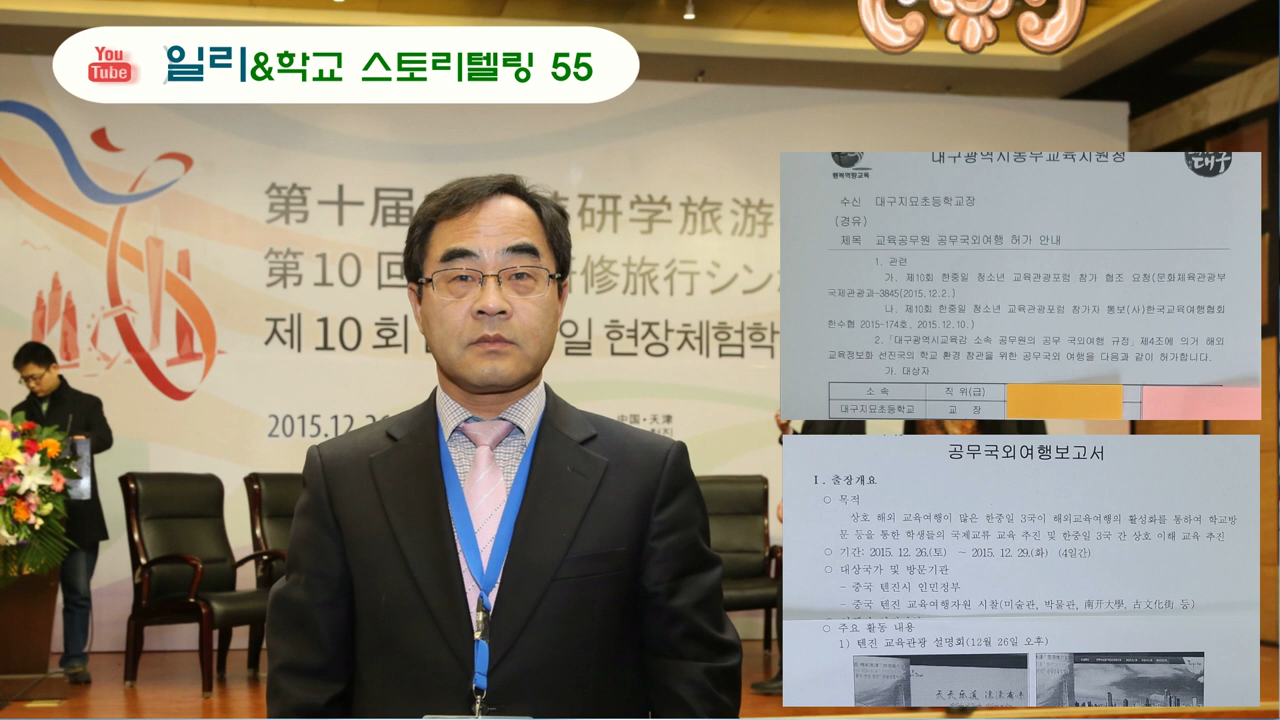 You
Tube
일리&학교 스토리텔링 55
第十届 研学旅游
第10回 研修旅行シン
제10회 일 현장체험학
2015.12.26
中国·天津
행복역량교육
대구광역시동부교육지원청
대구
수신 대구지묘초등학교장
(경유)
제목 교육공무원 공무국외여행 허가 안내
1. 관련
가. 제10회 한중일 청소년 교육관광포럼 참가 협조 요청(문화체육관광부
국제관광과-3845(2015.12.2.)
나. 제10회 한중일 청소년 교육관광포럼 참가자 통보(사)한국교육여행협회
한수협 2015-174호, 2015.12.10.)
2.「대구광역시교육감 소속 공무원의 공무 국외여행 규정」제4조에 의거 해외
교육정보화 선진국의 학교 환경 참관을 위한 공무국외 여행을 다음과 같이 허가합니다.
가. 대상자
소 속 직 위(급)
대구지묘초등학교 교 장
공무국외여행보고서
Ⅰ. 출장개요
○ 목적
상호 해외 교육여행이 많은 한중일 3국이 해외교육여행의 활성화를 통하여 학교방
문 등을 통한 학생들의 국제교류 교육 추진 및 한중일 3국 간 상호 이해 교육 추진
○ 기간: 2015. 12. 26.(토) ~ 2015. 12. 29.(화) (4일간)
○ 대상국가 및 방문기관
- 중국 텐진시 인민정부
- 중국 텐진 교육여행자원 시찰(미술관, 박물관, 南开大學, 古文化街 등)
○ 주요 활동 내용
1) 텐진 교육관광 설명회(12월 26일 오후)
天天乐道